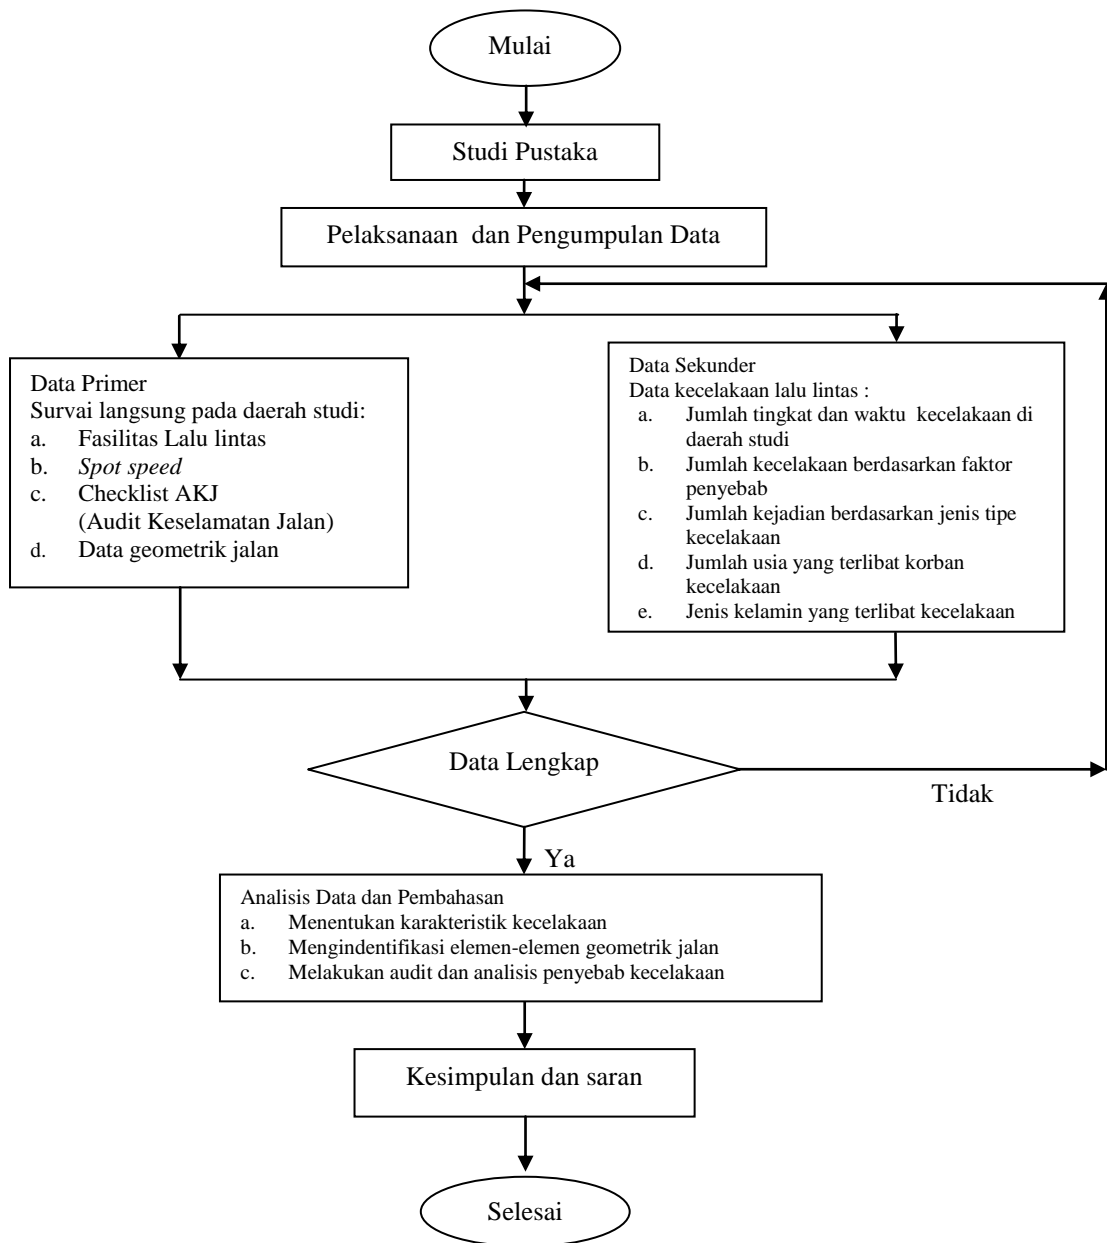 Mulai
Studi Pustaka
Pelaksanaan dan Pengumpulan Data
Data Primer
Survai langsung pada daerah studi:
a. Fasilitas Lalu lintas
b. Spot speed
c. Checklist AKJ
(Audit Keselamatan Jalan)
d. Data geometrik jalan
Data Sekunder
Data kecelakaan lalu lintas :
a. Jumlah tingkat dan waktu kecelakaan di
daerah studi
b. Jumlah kecelakaan berdasarkan faktor
penyebab
c. Jumlah kejadian berdasarkan jenis tipe
kecelakaan
d. Jumlah usia yang terlibat korban
kecelakaan
e. Jenis kelamin yang terlibat kecelakaan
Data Lengkap
Tidak
Ya
Analisis Data dan Pembahasan
a. Menentukan karakteristik kecelakaan
b. Mengindentifikasi elemen-elemen geometrik jalan
c. Melakukan audit dan analisis penyebab kecelakaan
Kesimpulan dan saran
Selesai